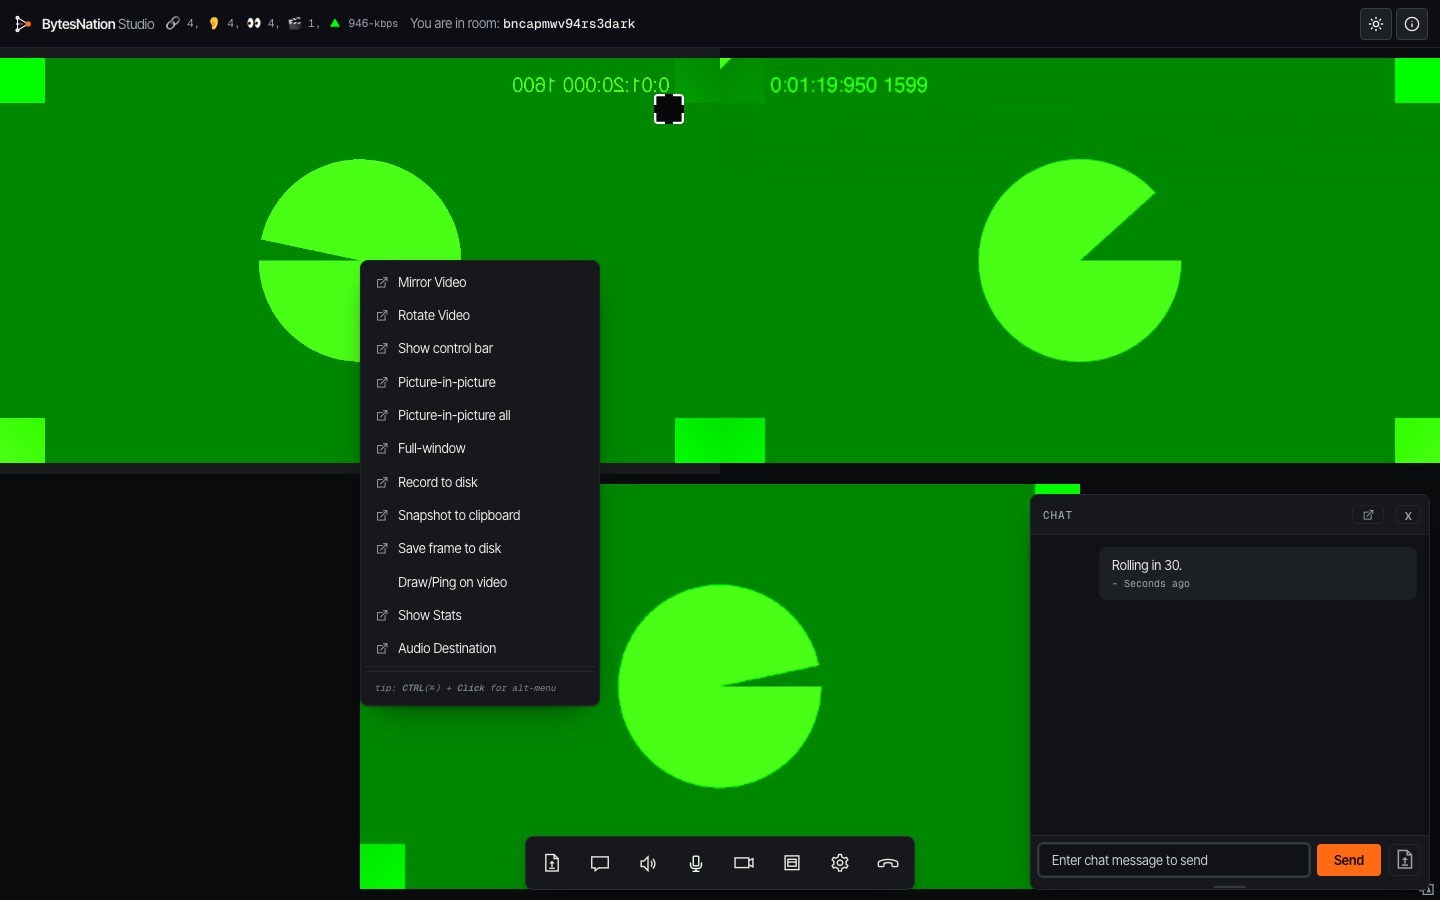 BytesNation Studio 4, 4, 4, 1, 946-kbps You are in room: bncapmwv94rs3dark
0:01:20:000 1600
0:01:19:950 1599
Mirror Video
Rotate Video
Show control bar
Picture-in-picture
Picture-in-picture all
Full-window
Record to disk
Snapshot to clipboard
Save frame to disk
Draw/Ping on video
Show Stats
Audio Destination
tip: CTRL(⌘) + Click for alt-menu
CHAT
X
Rolling in 30.
- Seconds ago
Enter chat message to send
Send